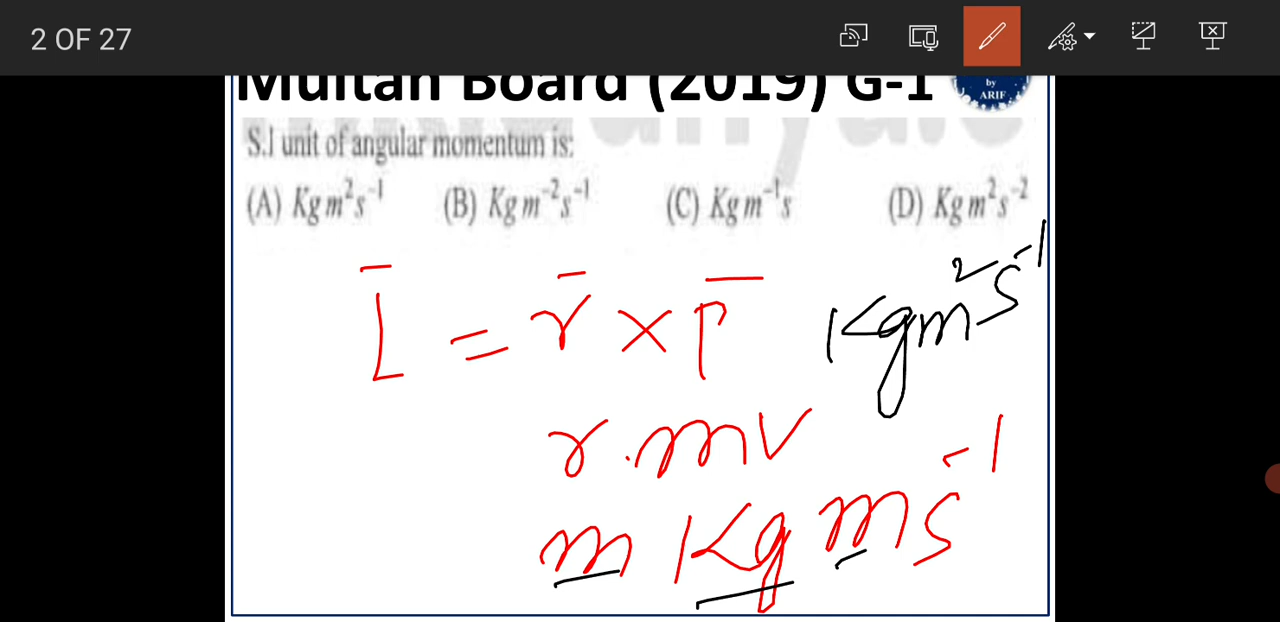 2 OF 27
Multan Board (2019) G-1
by
ARIF
S.I unit of angular momentum is:
(A) Kgm²s⁻¹ (B) Kgm⁻²s⁻¹ (C) Kgm⁻¹s (D) Kgm²s⁻²
L̄ = r̄ × P̄ Kgm²s⁻¹
r.mv
m Kg ms⁻¹